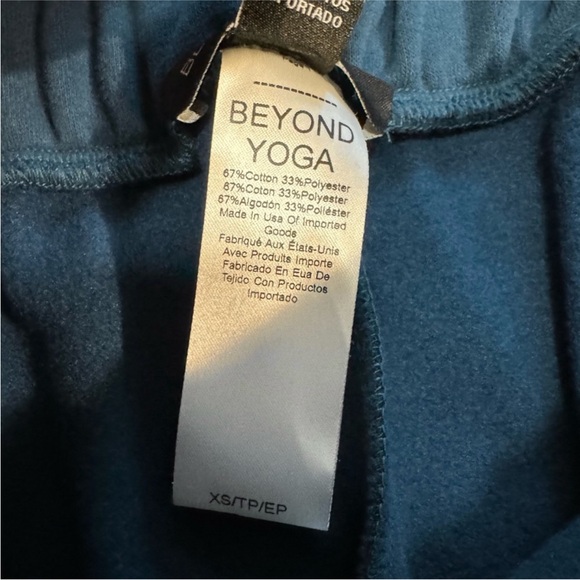 PORTADO
BEYOND
YOGA
67%Cotton 33%Polyester
67%Coton 33%Polyester
67%Algodón 33%Poliéster
Made In Usa Of Imported
Goods
Fabriqué Aux États-Unis
Avec Produits Importe
Fabricado En Eua De
Tejido Con Productos
Importado
XS/TP/EP